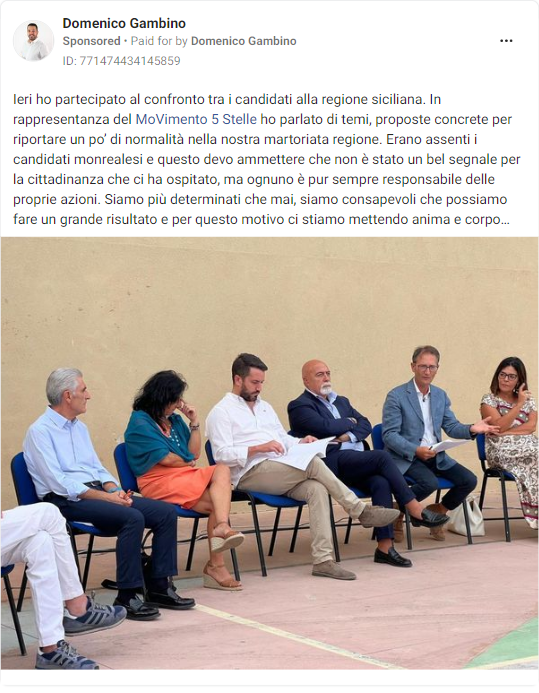 Domenico Gambino
Sponsored • Paid for by Domenico Gambino
ID: 771474434145859
Ieri ho partecipato al confronto tra i candidati alla regione siciliana. In
rappresentanza del MoVimento 5 Stelle ho parlato di temi, proposte concrete per
riportare un po’ di normalità nella nostra martoriata regione. Erano assenti i
candidati monrealesi e questo devo ammettere che non è stato un bel segnale per
la cittadinanza che ci ha ospitato, ma ognuno è pur sempre responsabile delle
proprie azioni. Siamo più determinati che mai, siamo consapevoli che possiamo
fare un grande risultato e per questo motivo ci stiamo mettendo anima e corpo…